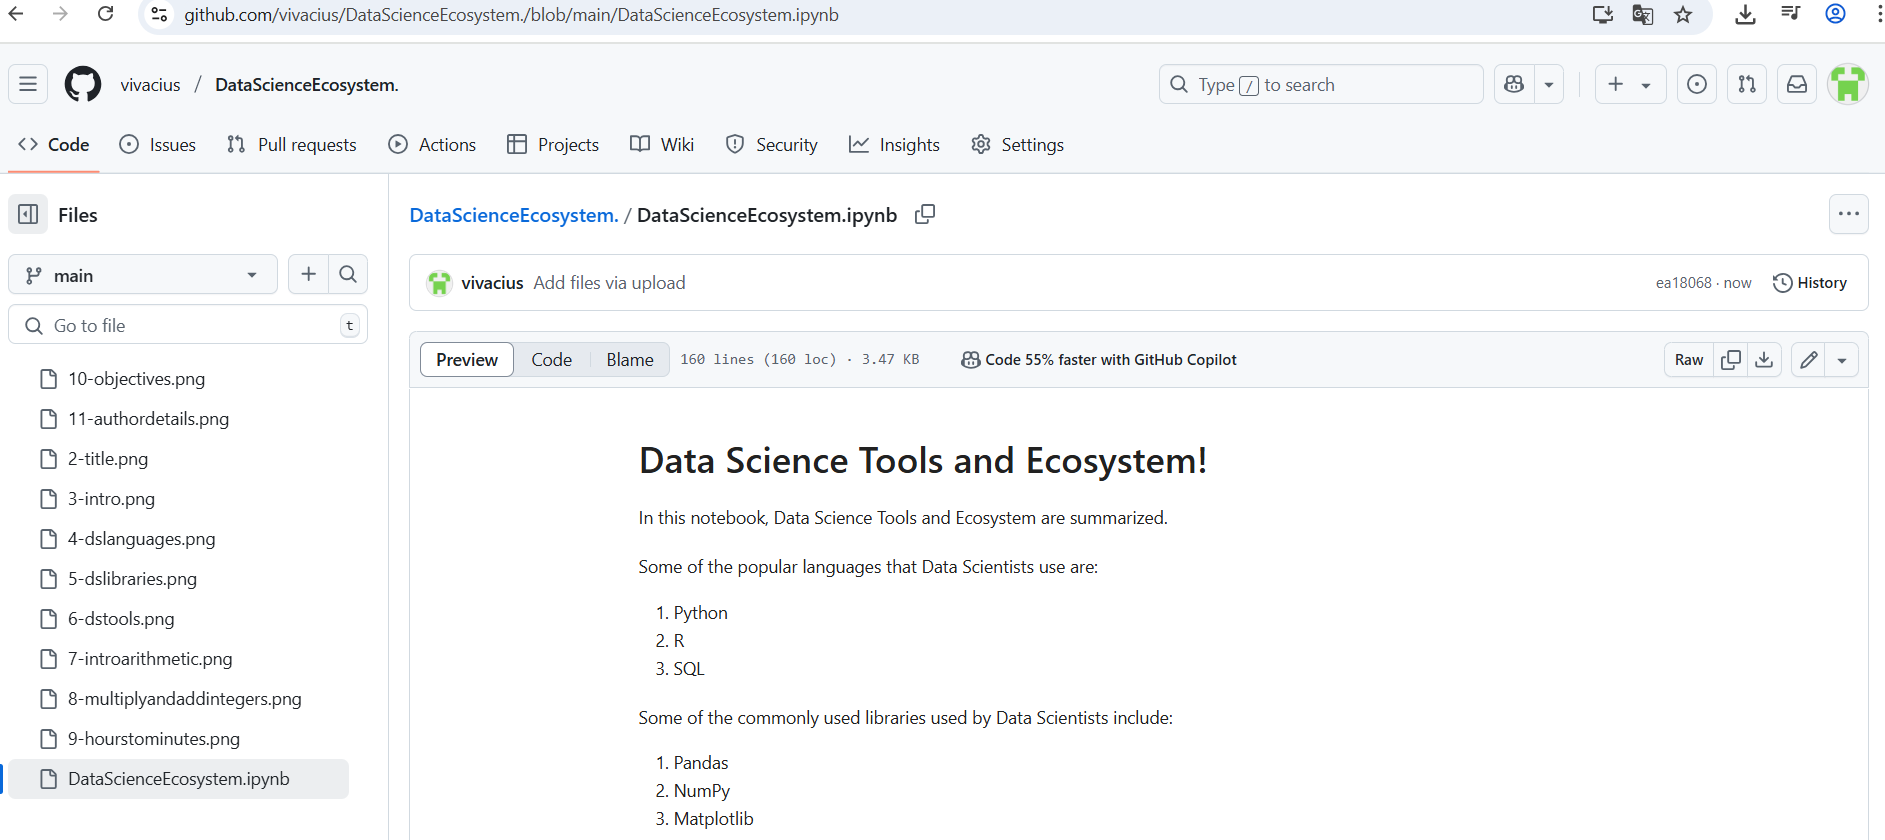 github.com/vivacius/DataScienceEcosystem./blob/main/DataScienceEcosystem.ipynb
vivacius / DataScienceEcosystem.
Type / to search
Code Issues Pull requests Actions Projects Wiki Security Insights Settings
Files
main
Go to file t
10-objectives.png
11-authordetails.png
2-title.png
3-intro.png
4-dslanguages.png
5-dslibraries.png
6-dstools.png
7-introarithmetic.png
8-multiplyandaddintegers.png
9-hourstominutes.png
DataScienceEcosystem.ipynb
DataScienceEcosystem. / DataScienceEcosystem.ipynb
vivacius Add files via upload ea18068 · now History
Preview Code Blame 160 lines (160 loc) · 3.47 KB Code 55% faster with GitHub Copilot Raw
Data Science Tools and Ecosystem!
In this notebook, Data Science Tools and Ecosystem are summarized.
Some of the popular languages that Data Scientists use are:
1. Python
2. R
3. SQL
Some of the commonly used libraries used by Data Scientists include:
1. Pandas
2. NumPy
3. Matplotlib